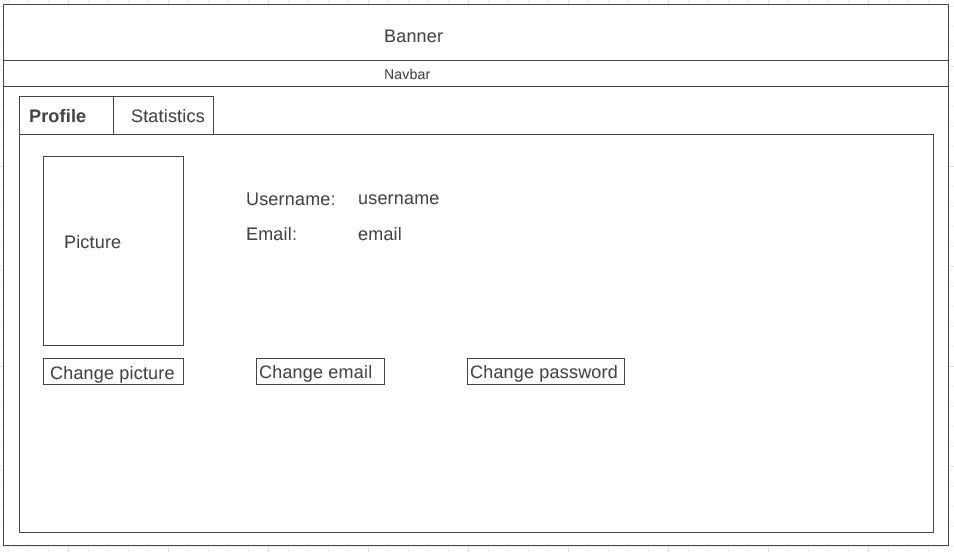 Banner
Navbar
Profile Statistics
Picture
Username: username
Email: email
Change picture Change email Change password